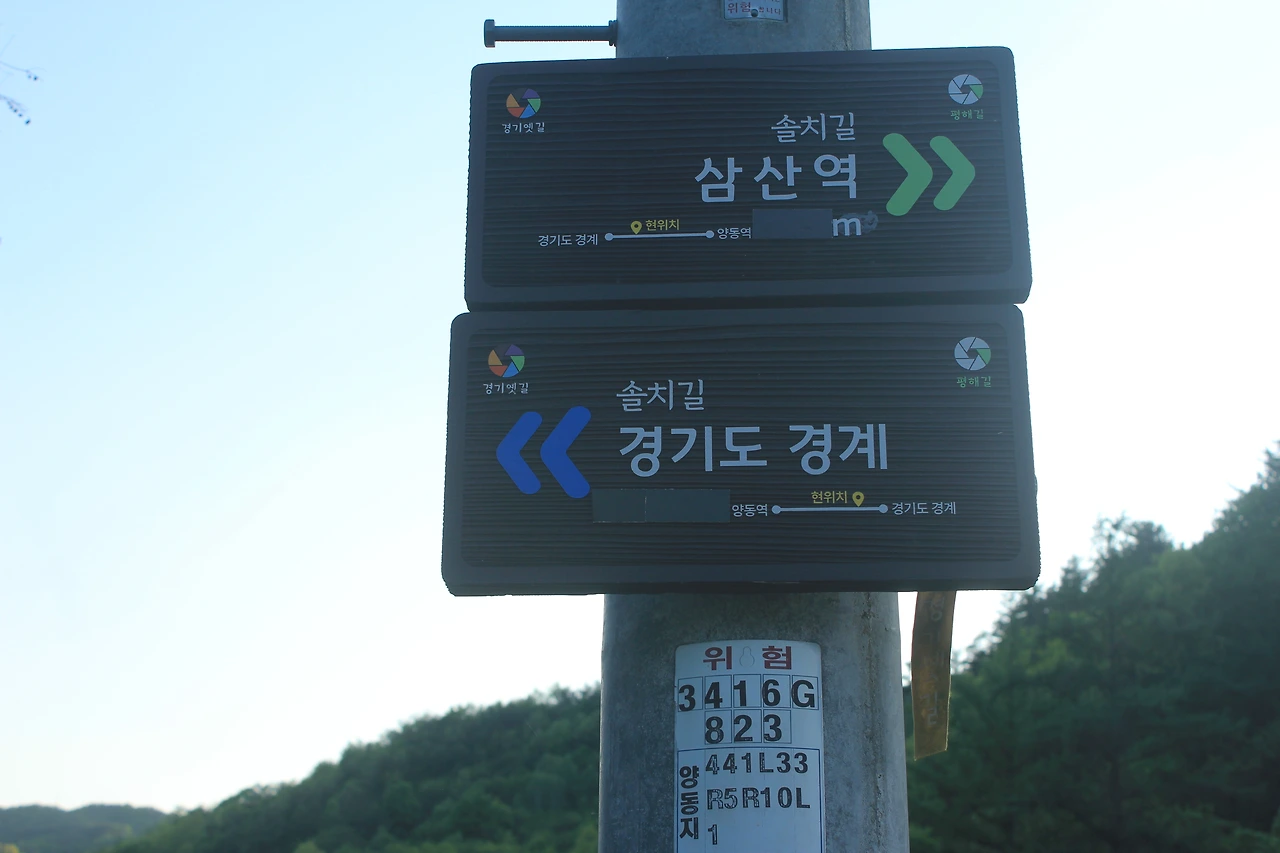 위험
경기옛길
평해길
솔치길
삼산역
현위치
경기도 경계 양동역 m
경기옛길
평해길
솔치길
경기도 경계
현위치
양동역 경기도 경계
위험
3416G
823
양동지
441L33
R5R10L
1